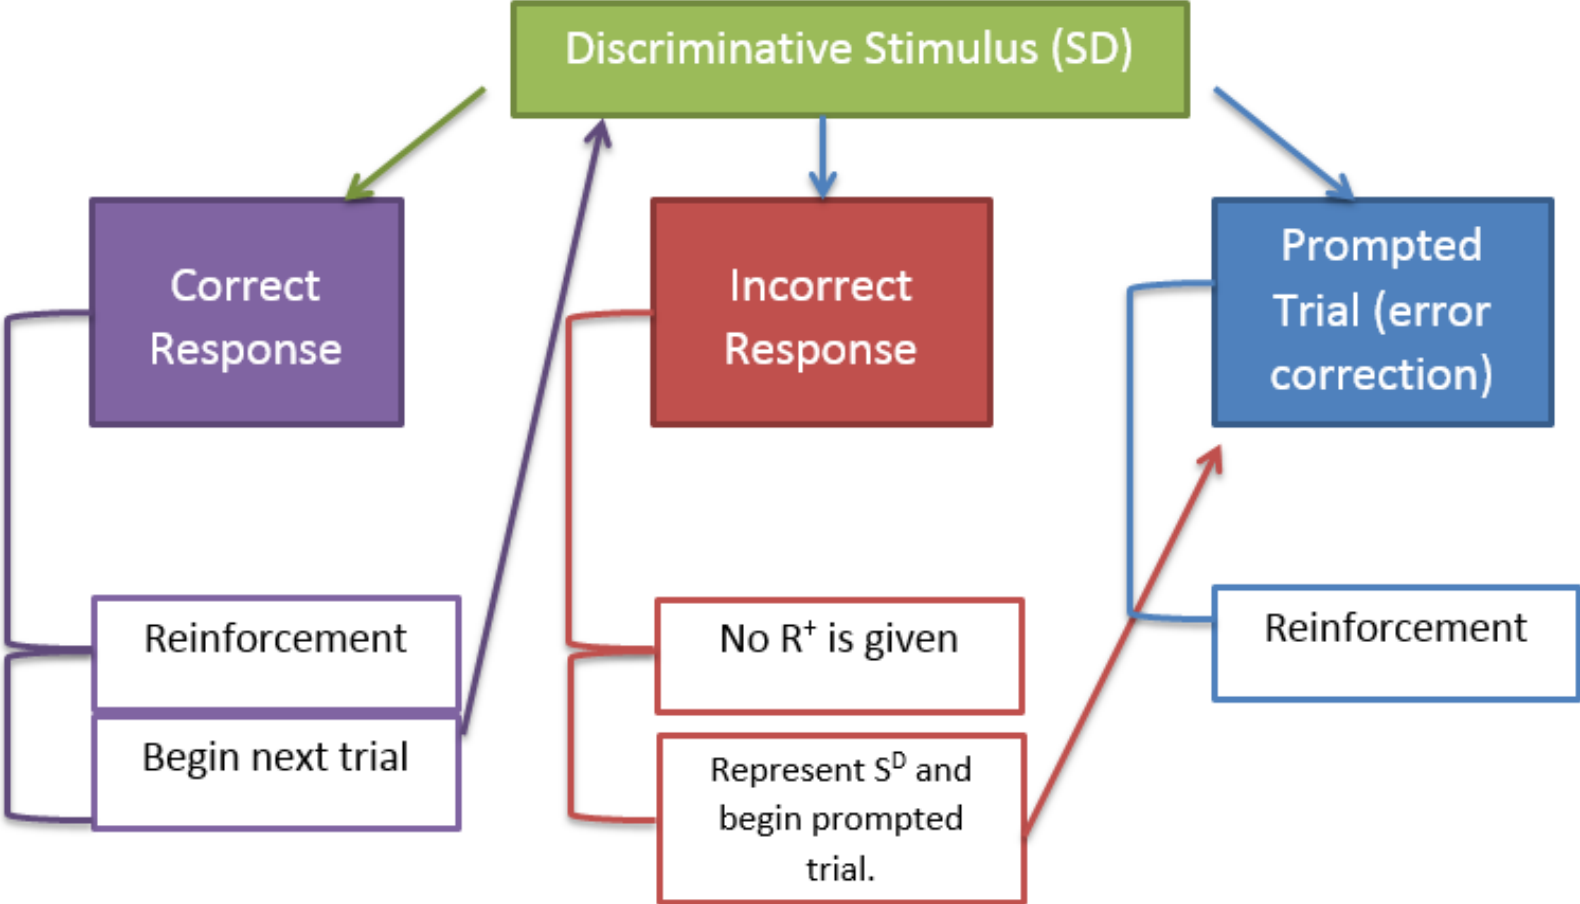 Discriminative Stimulus (SD)
Correct
Response
Reinforcement
Begin next trial
Incorrect
Response
No R⁺ is given
Represent Sᴰ and
begin prompted
trial.
Prompted
Trial (error
correction)
Reinforcement